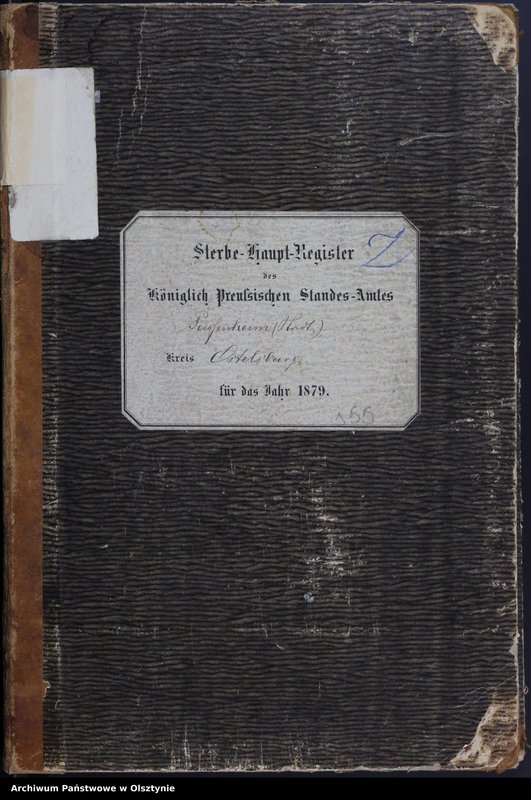 Sterbe-Haupt-Register
Z
des
Königlich Preussischen Standes-Amtes
Passenheim (Stadt.)
Kreis Ortelsburg
für das Jahr 1879.
155
Archiwum Państwowe w Olsztynie